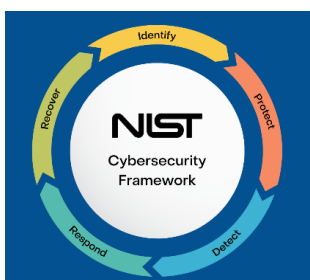 Identify
Protect
Detect
Respond
Recover
NIST
Cybersecurity
Framework